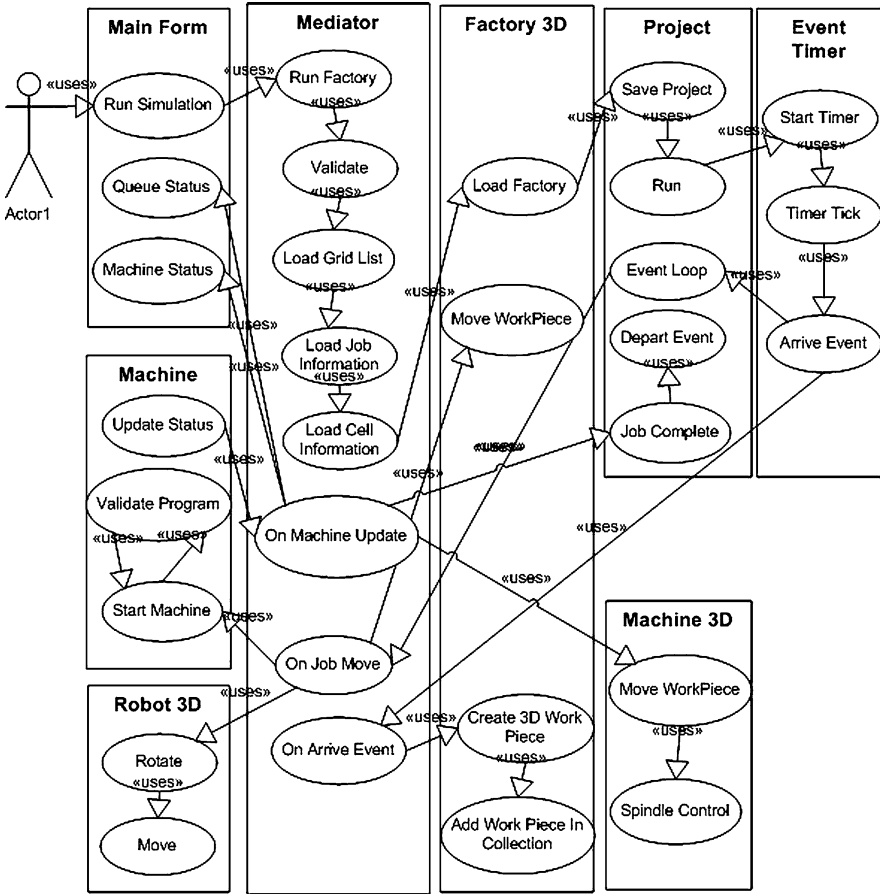 Main Form
Mediator
Factory 3D
Project
Event
Timer
«uses»
Run Simulation
«uses»
Run Factory
«uses»
Save Project
«uses»
«uses»
Start Timer
«uses»
«uses»
Actor1
Queue Status
Validate
«uses»
Load Factory
Run
Timer Tick
«uses»
Machine Status
Load Grid List
«uses»
«uses»
Event Loop
«uses»
«uses»
Move WorkPiece
Depart Event
«uses»
Arrive Event
Load Job
Information
«uses»
«uses»
Machine
Update Status
«uses»
Load Cell
Information
Job Complete
«uses»
«uses»
«uses»
Validate Program
«uses»
«uses»
On Machine Update
«uses»
Start Machine
«uses»
«uses»
Machine 3D
On Job Move
«uses»
Move WorkPiece
«uses»
Robot 3D
Rotate
«uses»
On Arrive Event
«uses»
Create 3D Work
Piece
«uses»
Spindle Control
Move
Add Work Piece In
Collection